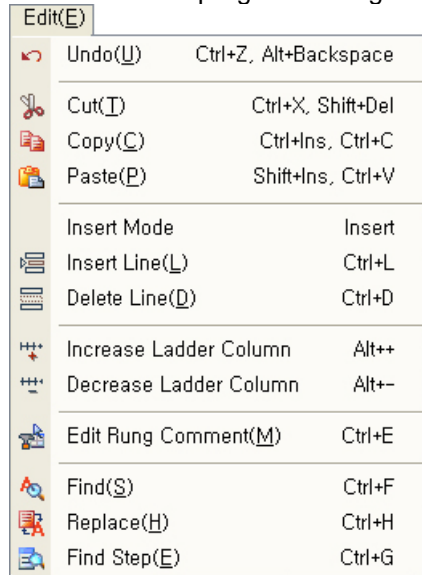 Edit(E)
Undo(U) Ctrl+Z, Alt+Backspace
Cut(T) Ctrl+X, Shift+Del
Copy(C) Ctrl+Ins, Ctrl+C
Paste(P) Shift+Ins, Ctrl+V
Insert Mode Insert
Insert Line(L) Ctrl+L
Delete Line(D) Ctrl+D
Increase Ladder Column Alt++
Decrease Ladder Column Alt+-
Edit Rung Comment(M) Ctrl+E
Find(S) Ctrl+F
Replace(H) Ctrl+H
Find Step(E) Ctrl+G